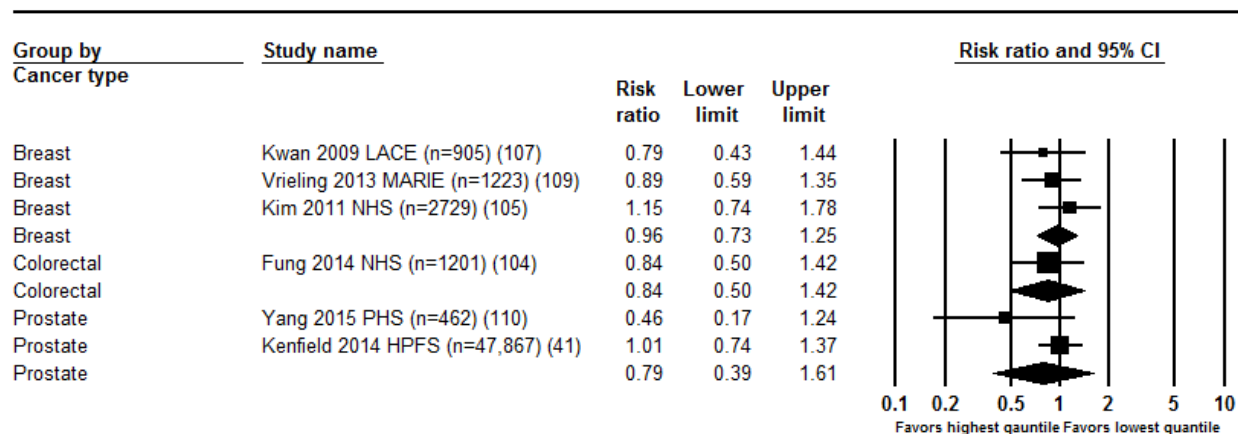 Group by Study name Risk ratio and 95% CI
Cancer type
Risk Lower Upper
ratio limit limit
Breast Kwan 2009 LACE (n=905) (107) 0.79 0.43 1.44
Breast Vrieling 2013 MARIE (n=1223) (109) 0.89 0.59 1.35
Breast Kim 2011 NHS (n=2729) (105) 1.15 0.74 1.78
Breast 0.96 0.73 1.25
Colorectal Fung 2014 NHS (n=1201) (104) 0.84 0.50 1.42
Colorectal 0.84 0.50 1.42
Prostate Yang 2015 PHS (n=462) (110) 0.46 0.17 1.24
Prostate Kenfield 2014 HPFS (n=47,867) (41) 1.01 0.74 1.37
Prostate 0.79 0.39 1.61
0.1 0.2 0.5 1 2 5 10
Favors highest qauntile Favors lowest quantile